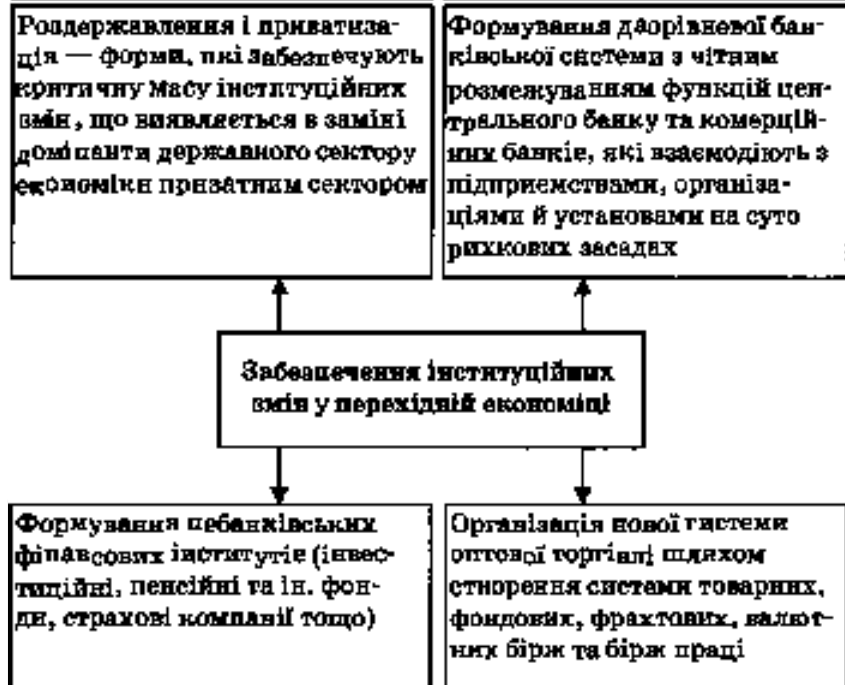 Роздержавлення і приватиза-
ція — форми, які забезпечують
критичну масу інституційних
змін, що виявляється в заміні
домінанти державного сектору
економіки приватним сектором
Формування дворівневої бан-
ківської системи з чітким
розмежуванням функцій цен-
трального банку та комерцій-
них банків, які взаємодіють з
підприємствами, організа-
ціями й установами на суто
ринкових засадах
Забезпечення інституційних
змін у перехідній економіці
Формування небанківських
фінансових інститутів (інвес-
тиційні, пенсійні та ін. фон-
ди, страхові компанії тощо)
Організація нової системи
оптової торгівлі шляхом
створення системи товарних,
фондових, фрахтових, валют-
них бірж та бірж праці